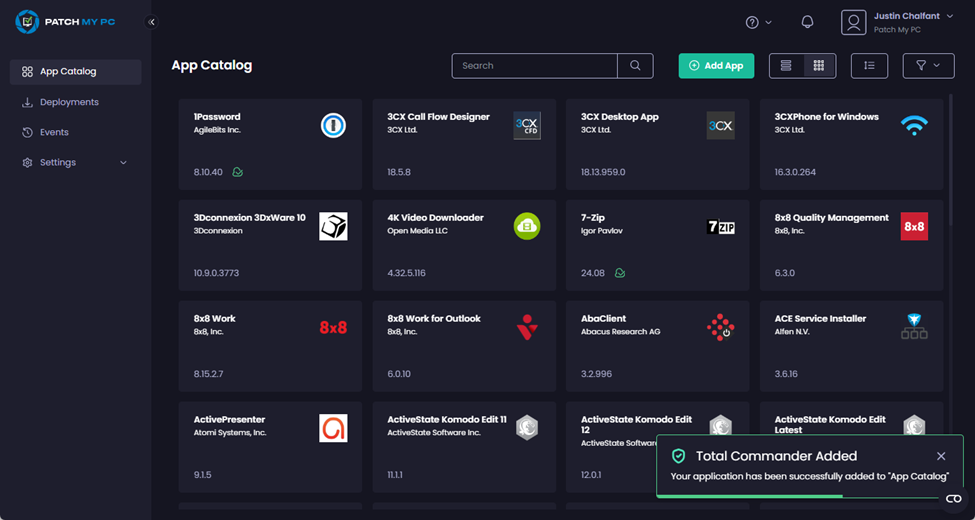 PATCH MY PC
Justin Chalfant
Patch My PC
App Catalog
Deployments
Events
Settings
App Catalog
Search
Add App
1Password
AgileBits Inc.
8.10.40
3CX Call Flow Designer
3CX Ltd.
3CX
CFD
18.5.8
3CX Desktop App
3CX Ltd.
3CX
18.13.959.0
3CXPhone for Windows
3CX Ltd.
16.3.0.264
3Dconnexion 3DxWare 10
3Dconnexion
10.9.0.3773
4K Video Downloader
Open Media LLC
4.32.5.116
7-Zip
Igor Pavlov
7ZIP
24.08
8x8 Quality Management
8x8, Inc.
8x8
6.3.0
8x8 Work
8x8, Inc.
8x8
8.15.2.7
8x8 Work for Outlook
8x8, Inc.
6.0.10
AbaClient
Abacus Research AG
3.2.996
ACE Service Installer
Alfen N.V.
3.6.16
ActivePresenter
Atomi Systems, Inc.
9.1.5
ActiveState Komodo Edit 11
ActiveState Software Inc.
11.1.1
ActiveState Komodo Edit
12
ActiveState Softwar
12.0.1
ActiveState Komodo Edit
Latest
Total Commander Added
Your application has been successfully added to "App Catalog"